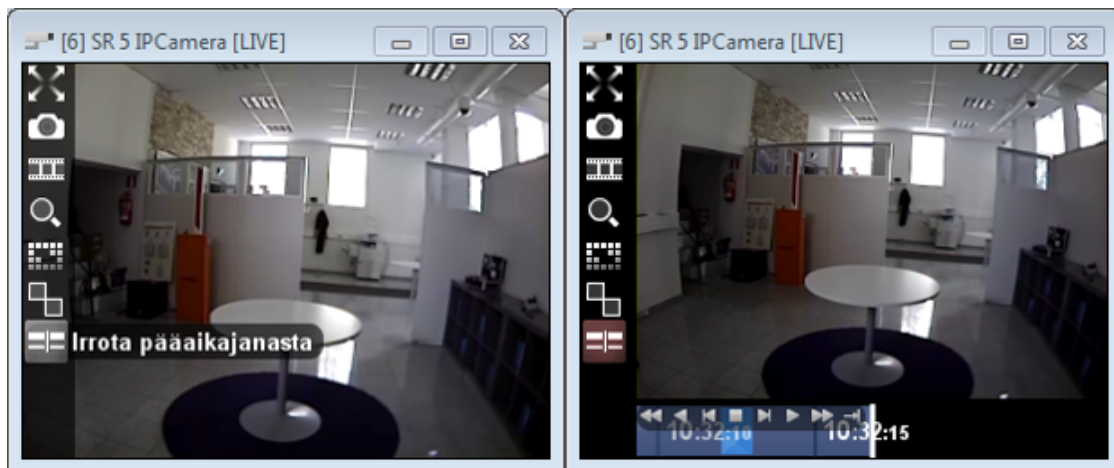 [6] SR 5 IPCamera [LIVE]
[6] SR 5 IPCamera [LIVE]
Irrota pääaikajanasta
10:32:10
10:32:15